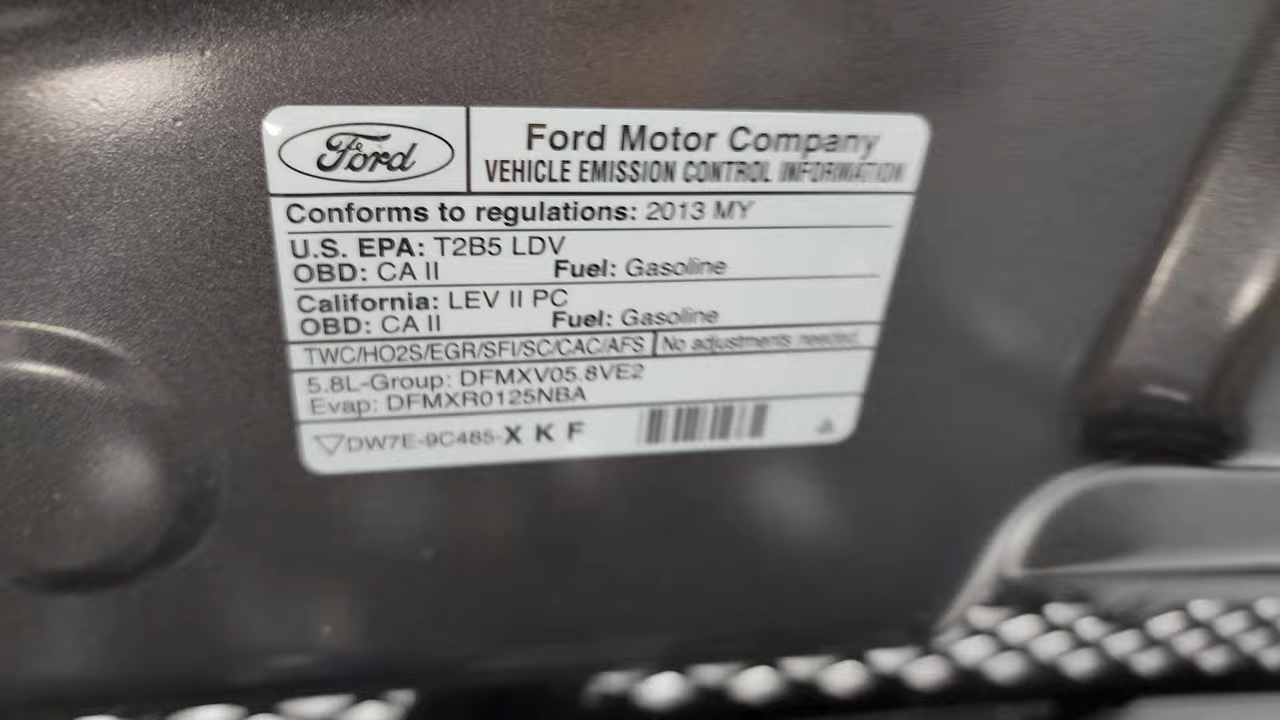 Ford
Ford Motor Company
VEHICLE EMISSION CONTROL INFORMATION
Conforms to regulations: 2013 MY
U.S. EPA: T2B5 LDV
OBD: CA II Fuel: Gasoline
California: LEV II PC
OBD: CA II Fuel: Gasoline
TWC/HO2S/EGR/SFI/SC/CAC/AFS No adjustments needed.
5.8L-Group: DFMXV05.8VE2
Evap: DFMXR0125NBA
DW7E-9C485-X K F